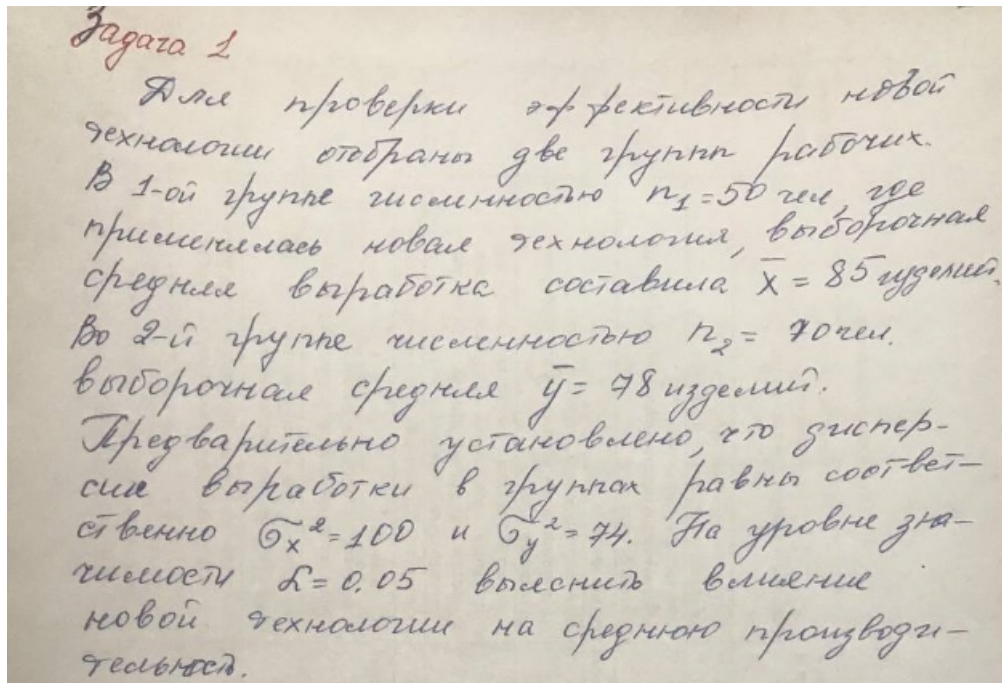 Задача 1
Для проверки эффективности новой
технологии отобраны две группп рабочих.
В 1-ой группе численностью n₁=50 чел, где
применялась новая технология, выборочная
средняя выработка составила x̄ = 85 изделий.
Во 2-й группе численностью n₂= 70 чел.
выборочная средняя ȳ= 78 изделий.
Предварительно установлено, что диспер-
сии выработки в группах равны соответ-
ственно σₓ²=100 и σ_y²=74. На уровне зна-
чимости α=0.05 выяснить влияние
новой технологии на среднюю производи-
тельность.